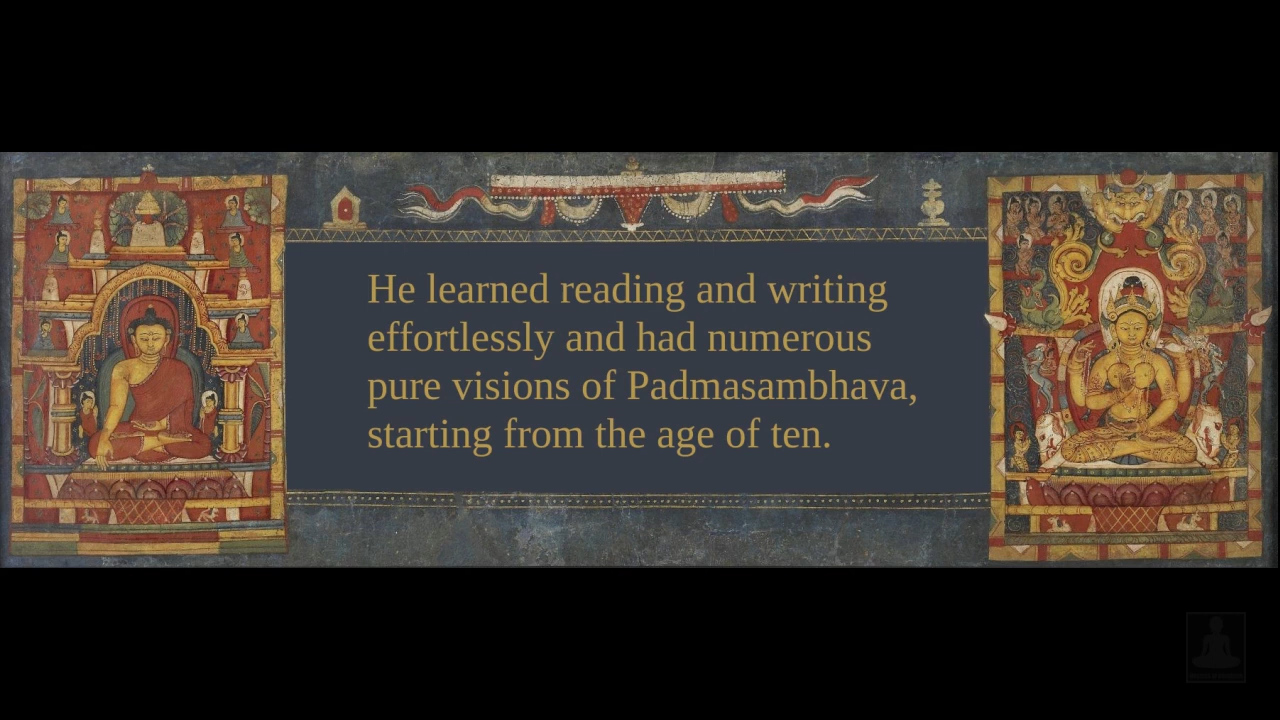 He learned reading and writing
effortlessly and had numerous
pure visions of Padmasambhava,
starting from the age of ten.